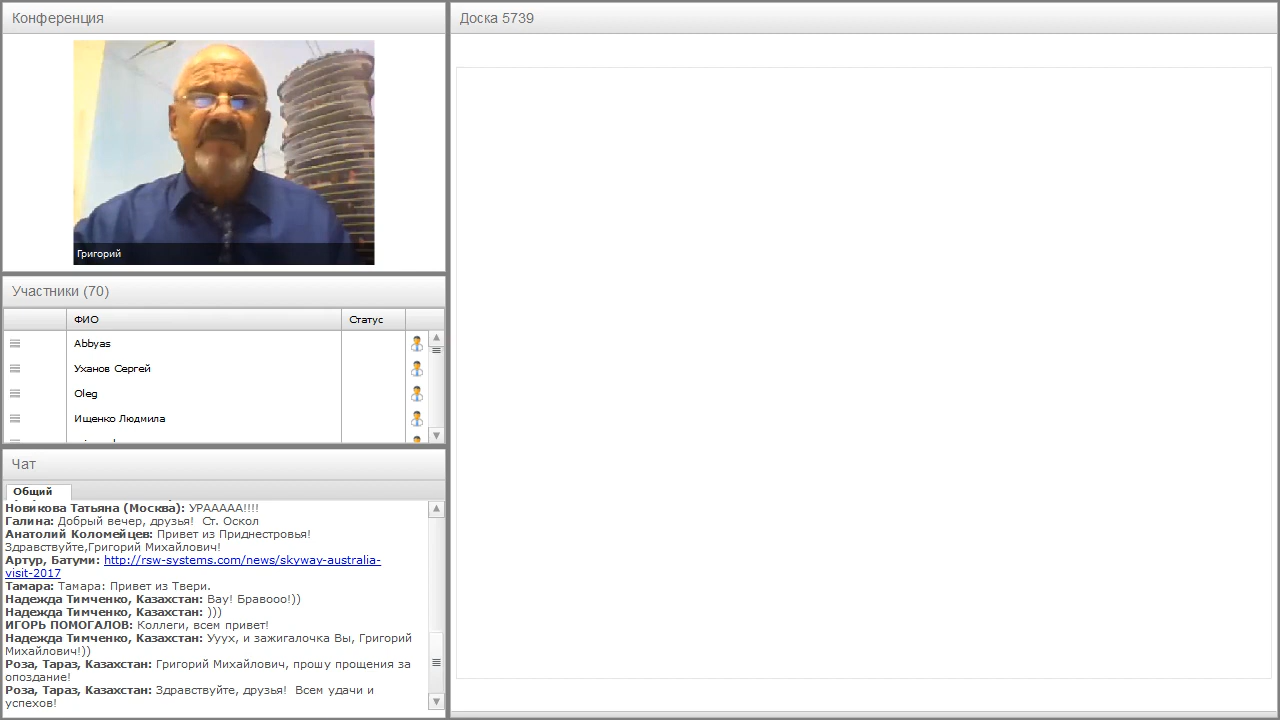 Конференция
Григорий
Участники (70)
ФИО Статус
Abbyas
Уханов Сергей
Oleg
Ищенко Людмила
Чат
Общий
Новикова Татьяна (Москва): УРААААА!!!!
Галина: Добрый вечер, друзья! Ст. Оскол
Анатолий Коломейцев: Привет из Приднестровья!
Здравствуйте,Григорий Михайлович!
Артур, Батуми: http://rsw-systems.com/news/skyway-australia-
visit-2017
Тамара: Тамара: Привет из Твери.
Надежда Тимченко, Казахстан: Вау! Бравооо!))
Надежда Тимченко, Казахстан: )))
ИГОРЬ ПОМОГАЛОВ: Коллеги, всем привет!
Надежда Тимченко, Казахстан: Ууух, и зажигалочка Вы, Григорий
Михайлович!))
Роза, Тараз, Казахстан: Григорий Михайлович, прошу прощения за
опоздание!
Роза, Тараз, Казахстан: Здравствуйте, друзья! Всем удачи и
успехов!
Доска 5739